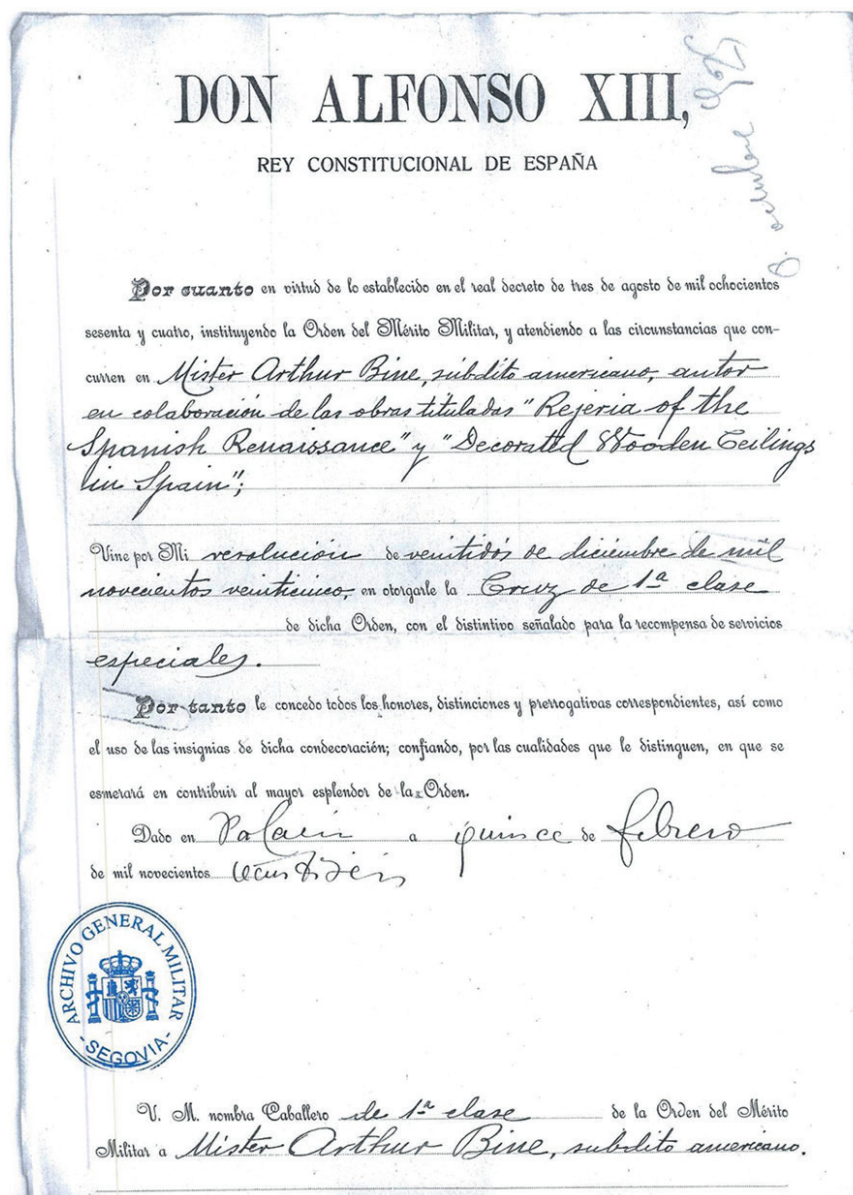 DON ALFONSO XIII,
REY CONSTITUCIONAL DE ESPAÑA
8. octubre
Por cuanto en virtud de lo establecido en el real decreto de tres de agosto de mil ochocientos
sesenta y cuatro, instituyendo la Orden del Mérito Militar, y atendiendo a las circunstancias que con-
curren en Mister Arthur Bine, súbdito americano, autor
en colaboración de las obras tituladas "Rejeria of the
Spanish Renaissance" y "Decorated Wooden Ceilings
in Spain";
Vine por Mi resolución de veintidós de diciembre de mil
novecientos veinticinco, en otorgarle la Cruz de 1ª clase
de dicha Orden, con el distintivo señalado para la recompensa de servicios
especiales.
Por tanto le concedo todos los honores, distinciones y prerrogativas correspondientes, así como
el uso de las insignias de dicha condecoración; confiando, por las cualidades que le distinguen, en que se
esmerará en contribuir al mayor esplendor de la Orden.
Dado en Palacio a quince de febrero
de mil novecientos veintiséis
ARCHIVO GENERAL MILITAR
- SEGOVIA -
V. M. nombra Caballero de 1ª clase de la Orden del Mérito
Militar a Mister Arthur Bine, subdito americano.